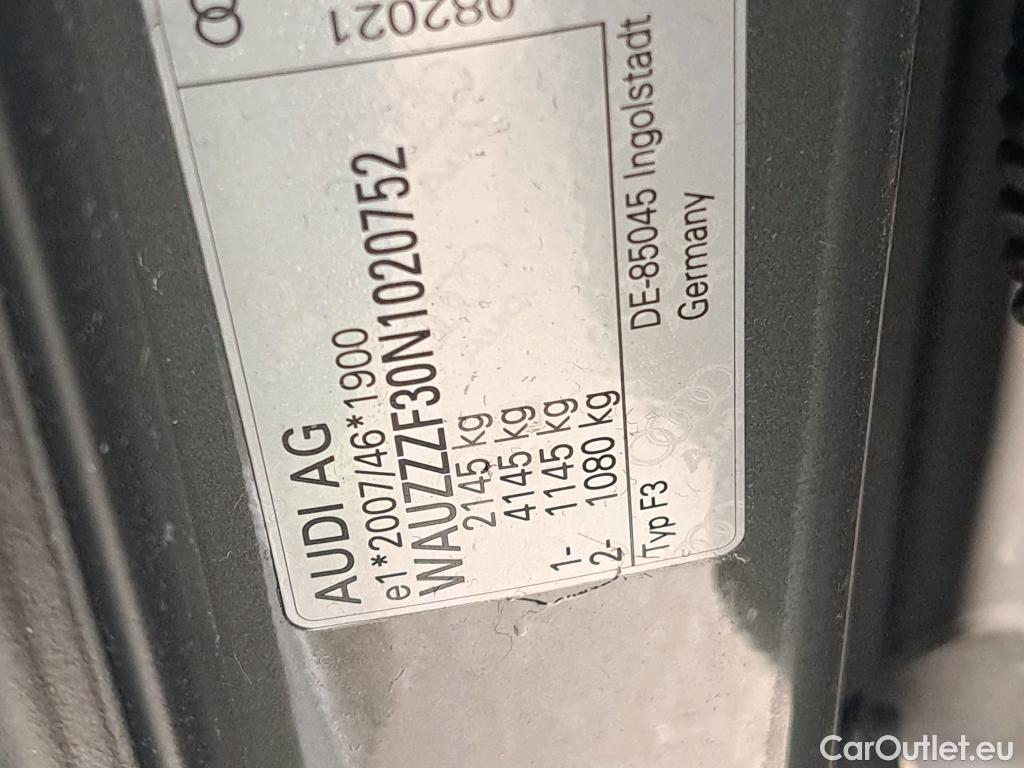 AUDI AG
e1*2007/46*1900
WAUZZZF30N1020752
2145 kg
4145 kg
1- 1145 kg
2- 1080 kg
Typ F3
DE-85045 Ingolstadt
Germany
082021
CarOutlet.eu